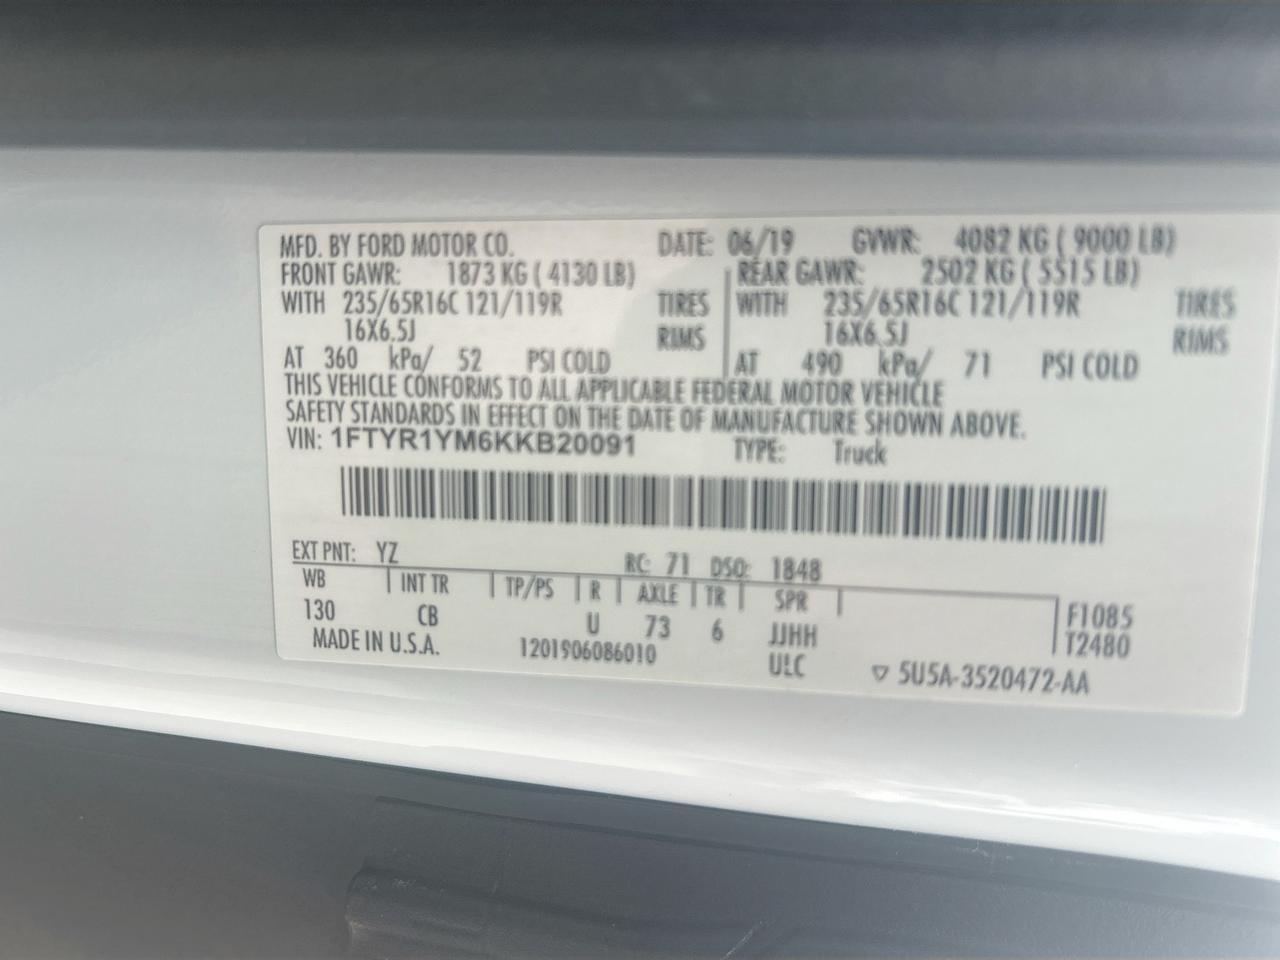 MFD. BY FORD MOTOR CO. DATE: 06/19 GVWR: 4082 KG ( 9000 LB)
FRONT GAWR: 1873 KG ( 4130 LB) REAR GAWR: 2502 KG ( 5515 LB)
WITH 235/65R16C 121/119R TIRES WITH 235/65R16C 121/119R TIRES
16X6.5J RIMS 16X6.5J RIMS
AT 360 kPa/ 52 PSI COLD AT 490 kPa/ 71 PSI COLD
THIS VEHICLE CONFORMS TO ALL APPLICABLE FEDERAL MOTOR VEHICLE
SAFETY STANDARDS IN EFFECT ON THE DATE OF MANUFACTURE SHOWN ABOVE.
VIN: 1FTYR1YM6KKB20091 TYPE: Truck
EXT PNT: YZ RC: 71 DSO: 1848
WB INT TR TP/PS R AXLE TR SPR F1085
130 CB U 73 6 JJHH T2480
MADE IN U.S.A. 1201906086010 ULC ▽ 5U5A-3520472-AA